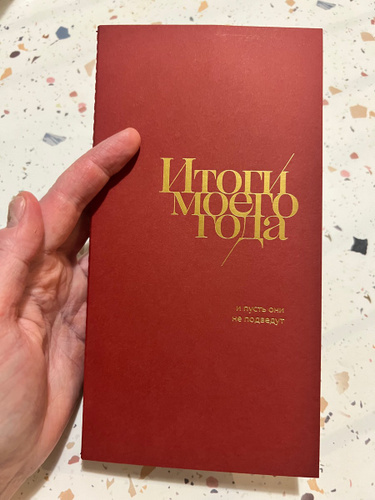 Итоги
моего
года
и пусть они
не подведут